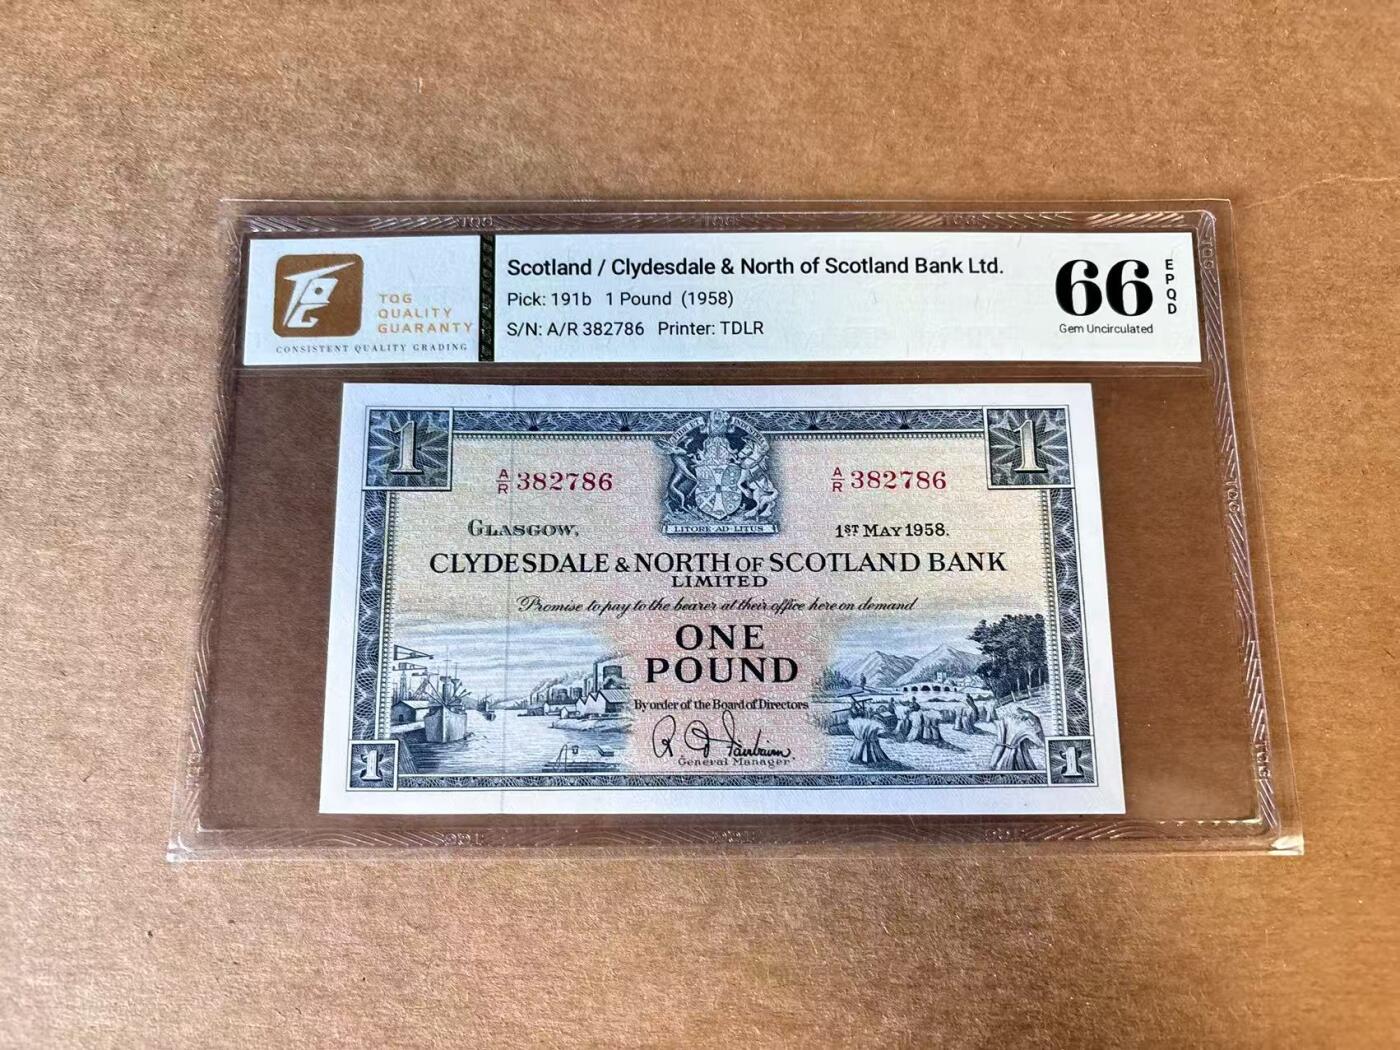 TQG
QUALITY
GUARANTY
CONSISTENT QUALITY GRADING
Scotland / Clydesdale & North of Scotland Bank Ltd.
Pick: 191b 1 Pound (1958)
S/N: A/R 382786 Printer: TDLR
66
EPQD
Gem Uncirculated
1
1
A/R 382786
A/R 382786
LITORE·AD·LITUS
GLASGOW,
1ST MAY 1958.
CLYDESDALE & NORTH OF SCOTLAND BANK
LIMITED
Promise to pay to the bearer at their office here on demand
ONE
POUND
By order of the Board of Directors
R. D. Fairbairn
General Manager
1
1